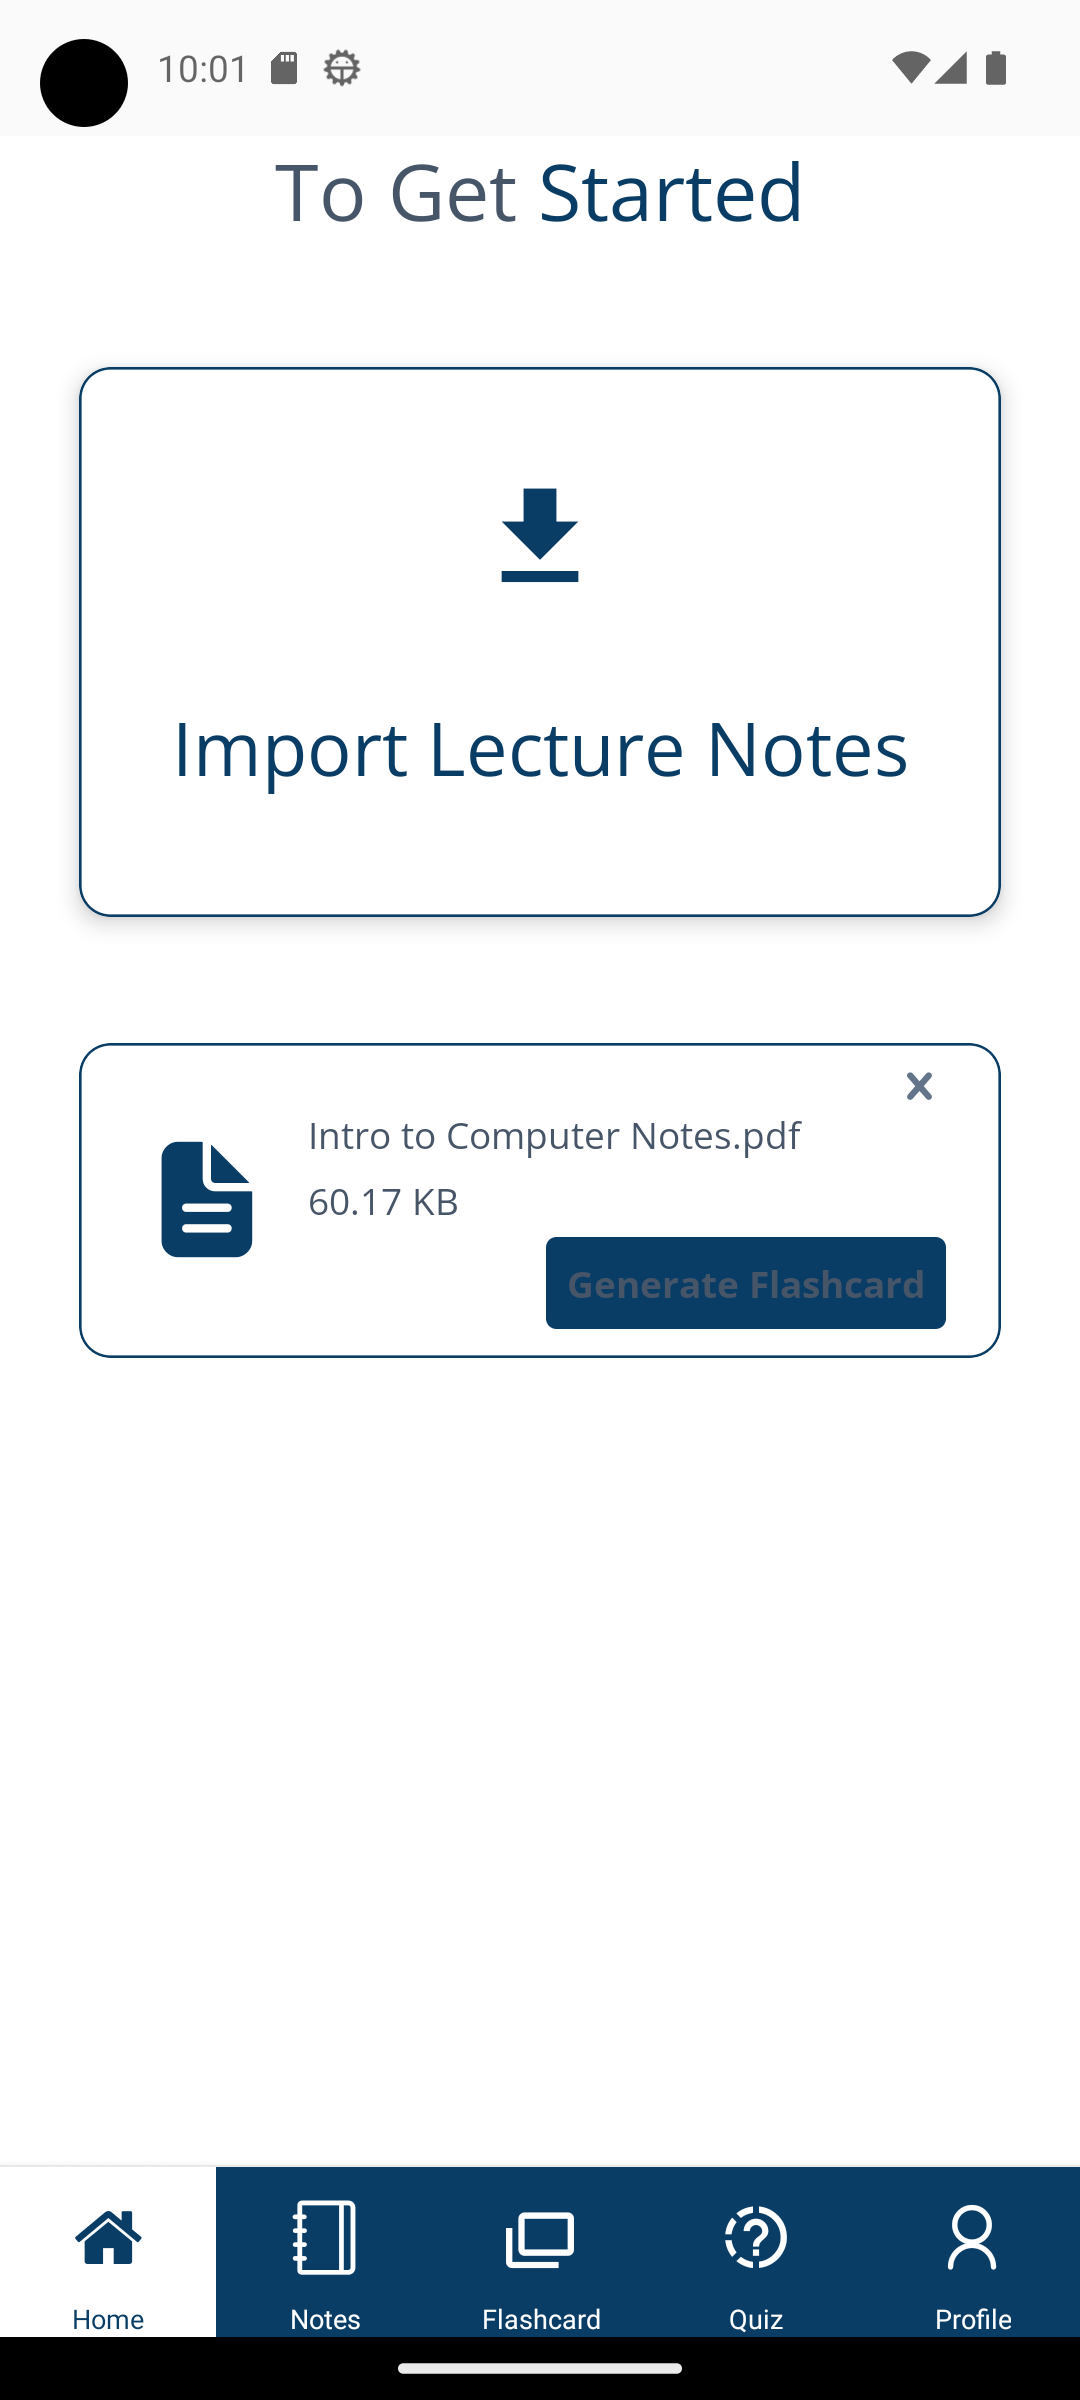 10:01
To Get Started
Import Lecture Notes
Intro to Computer Notes.pdf
60.17 KB
Generate Flashcard
Home
Notes
Flashcard
Quiz
Profile